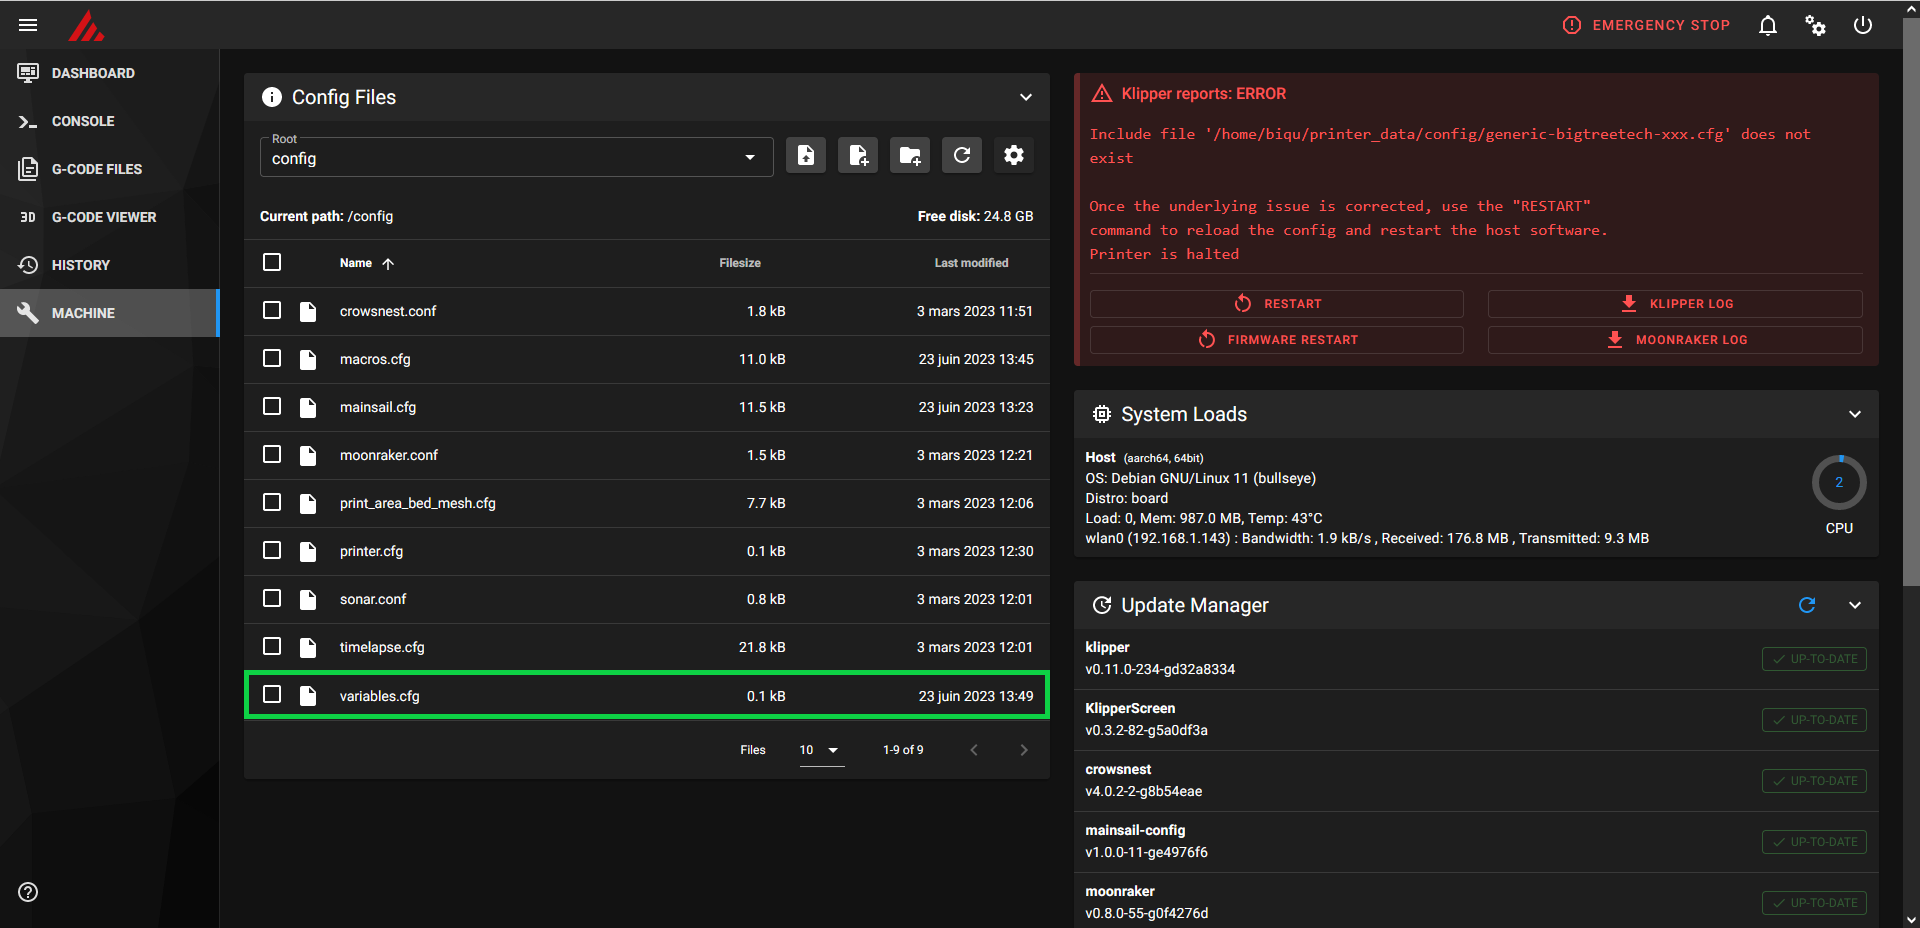 EMERGENCY STOP
DASHBOARD
CONSOLE
G-CODE FILES
3D G-CODE VIEWER
HISTORY
MACHINE
Config Files
Root
config
Current path: /config Free disk: 24.8 GB
Name Filesize Last modified
crowsnest.conf 1.8 kB 3 mars 2023 11:51
macros.cfg 11.0 kB 23 juin 2023 13:45
mainsail.cfg 11.5 kB 23 juin 2023 13:23
moonraker.conf 1.5 kB 3 mars 2023 12:21
print_area_bed_mesh.cfg 7.7 kB 3 mars 2023 12:06
printer.cfg 0.1 kB 3 mars 2023 12:30
sonar.conf 0.8 kB 3 mars 2023 12:01
timelapse.cfg 21.8 kB 3 mars 2023 12:01
variables.cfg 0.1 kB 23 juin 2023 13:49
Files 10 1-9 of 9
Klipper reports: ERROR
Include file '/home/biqu/printer_data/config/generic-bigtreetech-xxx.cfg' does not
exist
Once the underlying issue is corrected, use the "RESTART"
command to reload the config and restart the host software.
Printer is halted
RESTART KLIPPER LOG
FIRMWARE RESTART MOONRAKER LOG
System Loads
Host (aarch64, 64bit)
OS: Debian GNU/Linux 11 (bullseye)
Distro: board
Load: 0, Mem: 987.0 MB, Temp: 43°C
wlan0 (192.168.1.143) : Bandwidth: 1.9 kB/s , Received: 176.8 MB , Transmitted: 9.3 MB
2
CPU
Update Manager
klipper
v0.11.0-234-gd32a8334
UP-TO-DATE
KlipperScreen
v0.3.2-82-g5a0df3a
UP-TO-DATE
crowsnest
v4.0.2-2-g8b54eae
UP-TO-DATE
mainsail-config
v1.0.0-11-ge4976f6
UP-TO-DATE
moonraker
v0.8.0-55-g0f4276d
UP-TO-DATE